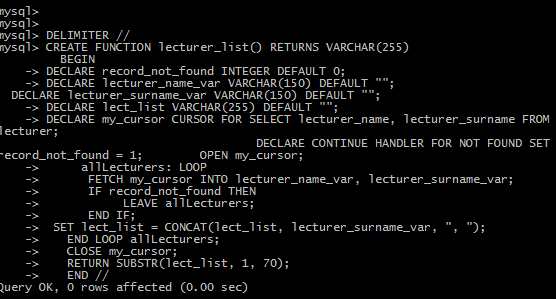 mysql>
mysql>
mysql> DELIMITER //
mysql> CREATE FUNCTION lecturer_list() RETURNS VARCHAR(255)
BEGIN
-> DECLARE record_not_found INTEGER DEFAULT 0;
-> DECLARE lecturer_name_var VARCHAR(150) DEFAULT "";
DECLARE lecturer_surname_var VARCHAR(150) DEFAULT "";
-> DECLARE lect_list VARCHAR(255) DEFAULT "";
-> DECLARE my_cursor CURSOR FOR SELECT lecturer_name, lecturer_surname FROM
lecturer;
DECLARE CONTINUE HANDLER FOR NOT FOUND SET
record_not_found = 1; OPEN my_cursor;
-> allLecturers: LOOP
-> FETCH my_cursor INTO lecturer_name_var, lecturer_surname_var;
-> IF record_not_found THEN
-> LEAVE allLecturers;
-> END IF;
-> SET lect_list = CONCAT(lect_list, lecturer_surname_var, ", ");
-> END LOOP allLecturers;
-> CLOSE my_cursor;
-> RETURN SUBSTR(lect_list, 1, 70);
-> END //
Query OK, 0 rows affected (0.00 sec)